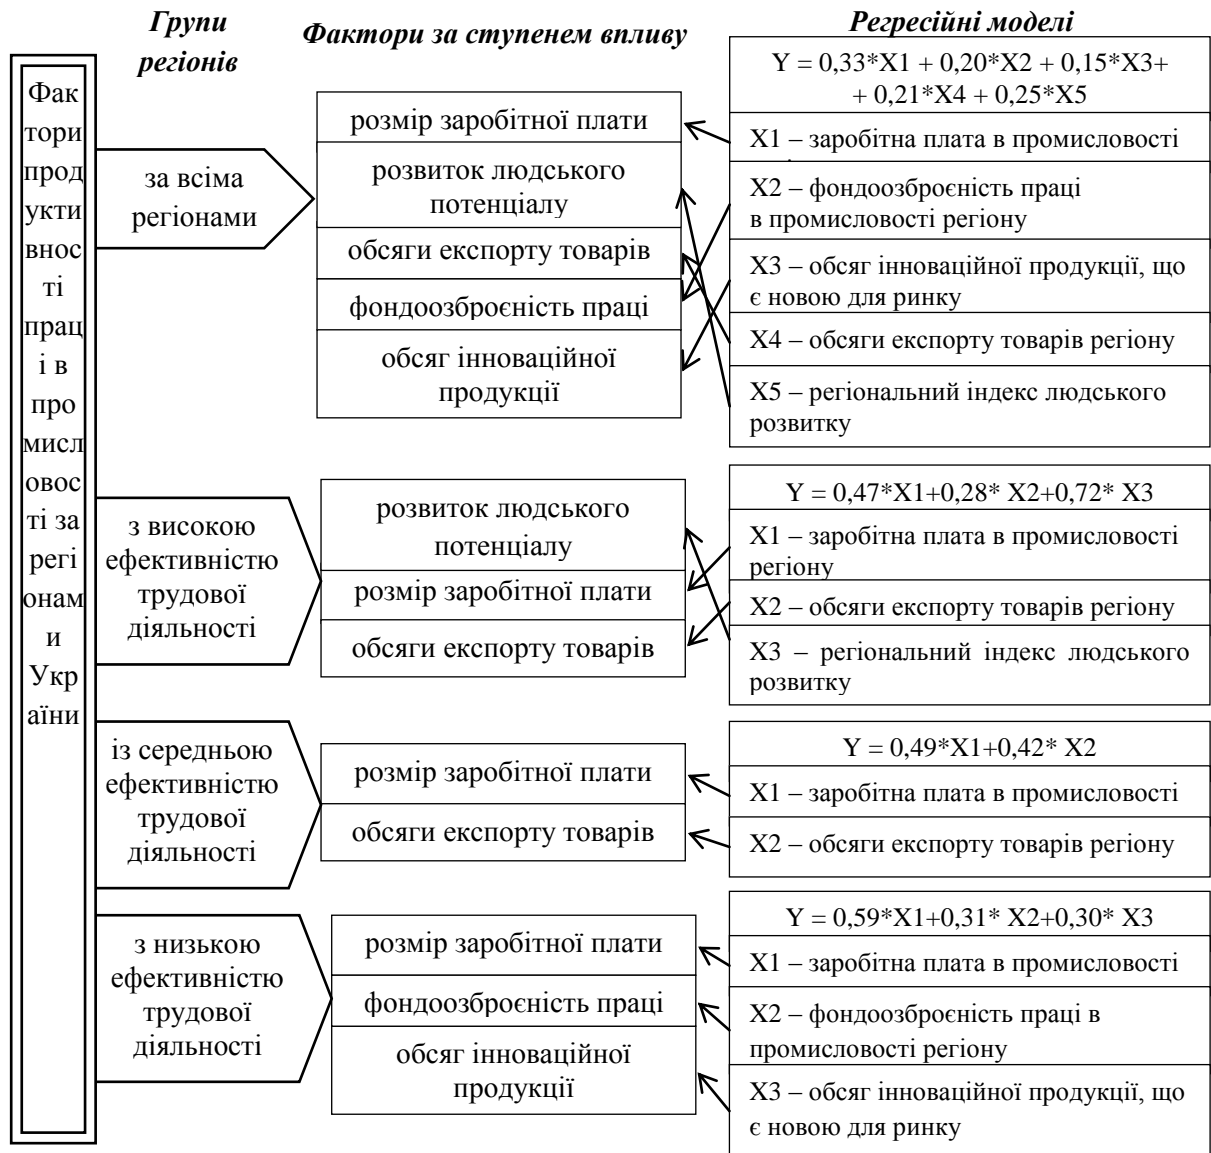 Групи
регіонів
Фактори за ступенем впливу
Регресійні моделі
Фак
тори
прод
укти
внос
ті
прац
і в
про
мисл
овос
ті за
регі
онам
и
Укр
аїни
за всіма
регіонами
розмір заробітної плати
розвиток людського
потенціалу
обсяги експорту товарів
фондоозброєність праці
обсяг інноваційної
продукції
Y = 0,33*X1 + 0,20*X2 + 0,15*X3+
+ 0,21*X4 + 0,25*X5
X1 – заробітна плата в промисловості
X2 – фондоозброєність праці
в промисловості регіону
X3 – обсяг інноваційної продукції, що
є новою для ринку
X4 – обсяги експорту товарів регіону
X5 – регіональний індекс людського
розвитку
з високою
ефективністю
трудової
діяльності
розвиток людського
потенціалу
розмір заробітної плати
обсяги експорту товарів
Y = 0,47*X1+0,28* X2+0,72* X3
X1 – заробітна плата в промисловості
регіону
X2 – обсяги експорту товарів регіону
X3 – регіональний індекс людського
розвитку
із середньою
ефективністю
трудової
діяльності
розмір заробітної плати
обсяги експорту товарів
Y = 0,49*X1+0,42* X2
X1 – заробітна плата в промисловості
X2 – обсяги експорту товарів регіону
з низькою
ефективністю
трудової
діяльності
розмір заробітної плати
фондоозброєність праці
обсяг інноваційної
продукції
Y = 0,59*X1+0,31* X2+0,30* X3
X1 – заробітна плата в промисловості
X2 – фондоозброєність праці в
промисловості регіону
X3 – обсяг інноваційної продукції, що
є новою для ринку